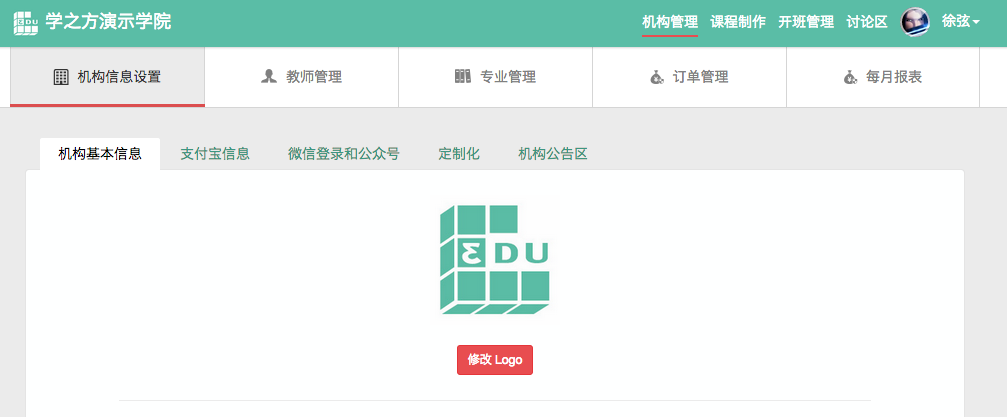 EDU 学之方演示学院 机构管理 课程制作 开班管理 讨论区 徐弦
机构信息设置 教师管理 专业管理 订单管理 每月报表
机构基本信息 支付宝信息 微信登录和公众号 定制化 机构公告区
3DU
修改 Logo